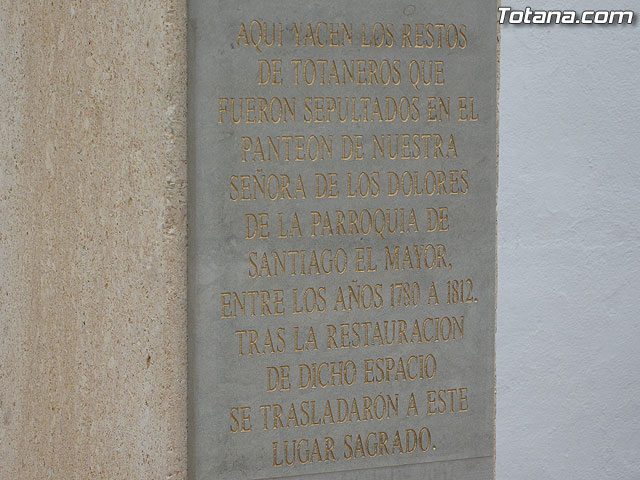 Totana.com
AQUI YACEN LOS RESTOS
DE TOTANEROS QUE
FUERON SEPULTADOS EN EL
PANTEON DE NUESTRA
SEÑORA DE LOS DOLORES
DE LA PARROQUIA DE
SANTIAGO EL MAYOR,
ENTRE LOS AÑOS 1780 A 1812.
TRAS LA RESTAURACION
DE DICHO ESPACIO
SE TRASLADARON A ESTE
LUGAR SAGRADO.